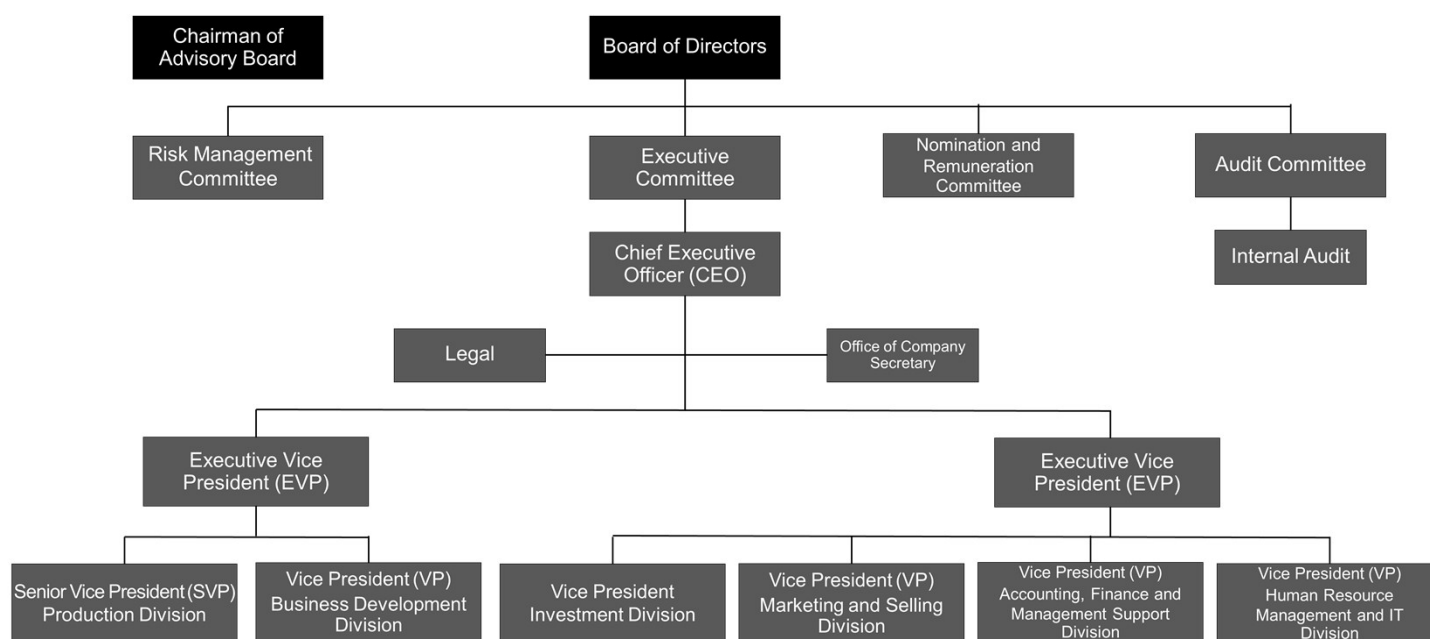 Chairman of
Advisory Board
Board of Directors
Risk Management
Committee
Executive
Committee
Nomination and
Remuneration
Committee
Audit Committee
Chief Executive
Officer (CEO)
Internal Audit
Legal
Office of Company
Secretary
Executive Vice
President (EVP)
Executive Vice
President (EVP)
Senior Vice President (SVP)
Production Division
Vice President (VP)
Business Development
Division
Vice President
Investment Division
Vice President (VP)
Marketing and Selling
Division
Vice President (VP)
Accounting, Finance and
Management Support
Division
Vice President (VP)
Human Resource
Management and IT
Division